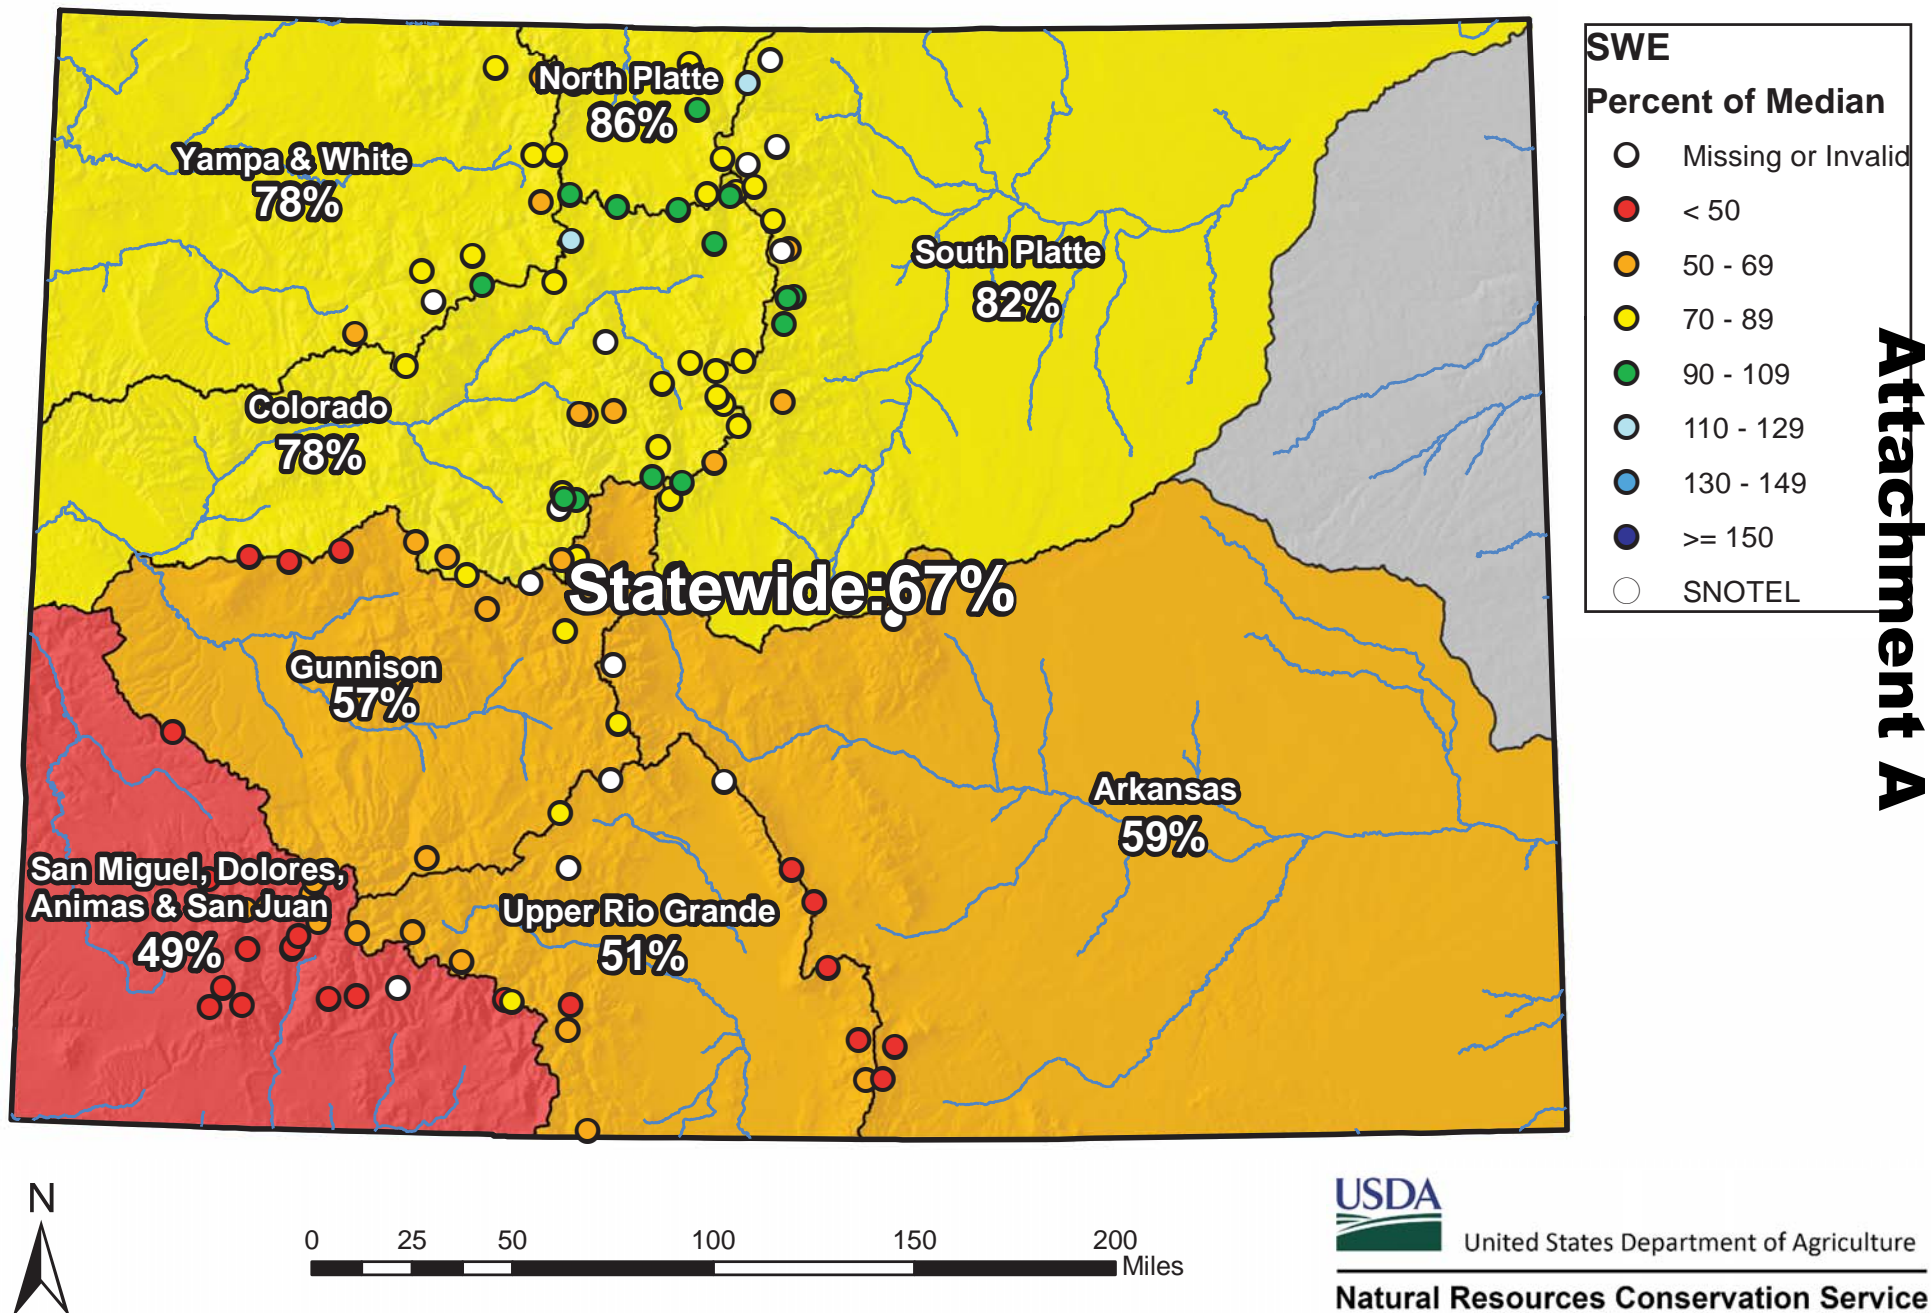 North Platte
86%
Yampa & White
78%
South Platte
82%
Colorado
78%
Statewide:67%
Gunnison
57%
Arkansas
59%
San Miguel, Dolores,
Animas & San Juan
49%
Upper Rio Grande
51%
SWE
Percent of Median
Missing or Invalid
< 50
50 - 69
70 - 89
90 - 109
110 - 129
130 - 149
>= 150
SNOTEL
Attachment A
N
0 25 50 100 150 200
Miles
USDA
United States Department of Agriculture
Natural Resources Conservation Service